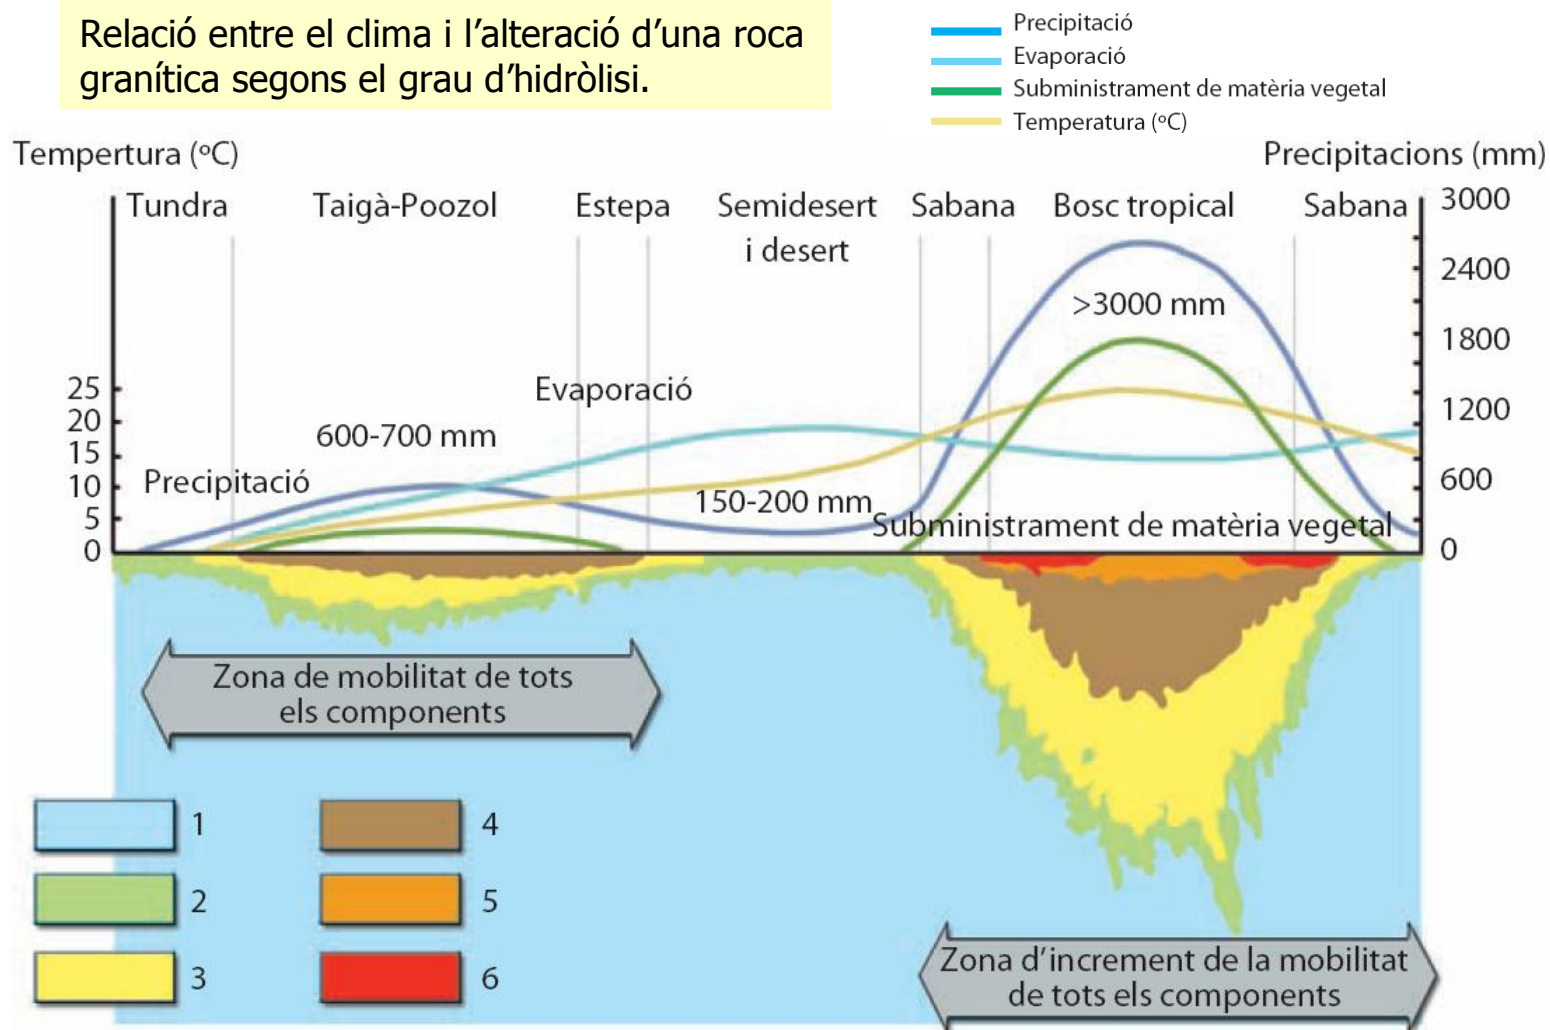 Relació entre el clima i l’alteració d’una roca
granítica segons el grau d’hidròlisi.
Precipitació
Evaporació
Subministrament de matèria vegetal
Temperatura (ºC)
Tempertura (ºC)
Precipitacions (mm)
Tundra
Taigà-Poozol
Estepa
Semidesert
i desert
Sabana
Bosc tropical
Sabana
3000
2400
1800
1200
600
0
25
20
15
10
5
0
>3000 mm
Evaporació
600-700 mm
Precipitació
150-200 mm
Subministrament de matèria vegetal
Zona de mobilitat de tots
els components
1
2
3
4
5
6
Zona d’increment de la mobilitat
de tots els components